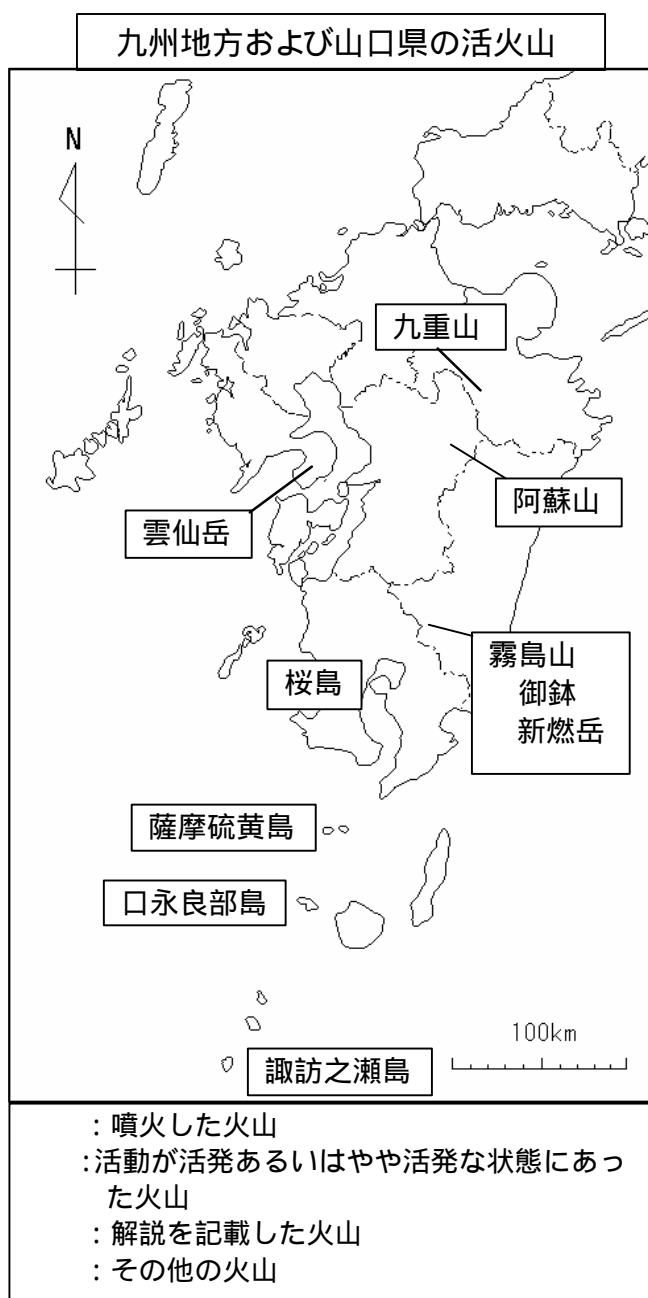 九州地方および山口県の活火山
N
九重山
阿蘇山
雲仙岳
霧島山
御鉢
新燃岳
桜島
薩摩硫黄島
口永良部島
100km
諏訪之瀬島
：噴火した火山
：活動が活発あるいはやや活発な状態にあっ
た火山
：解説を記載した火山
：その他の火山